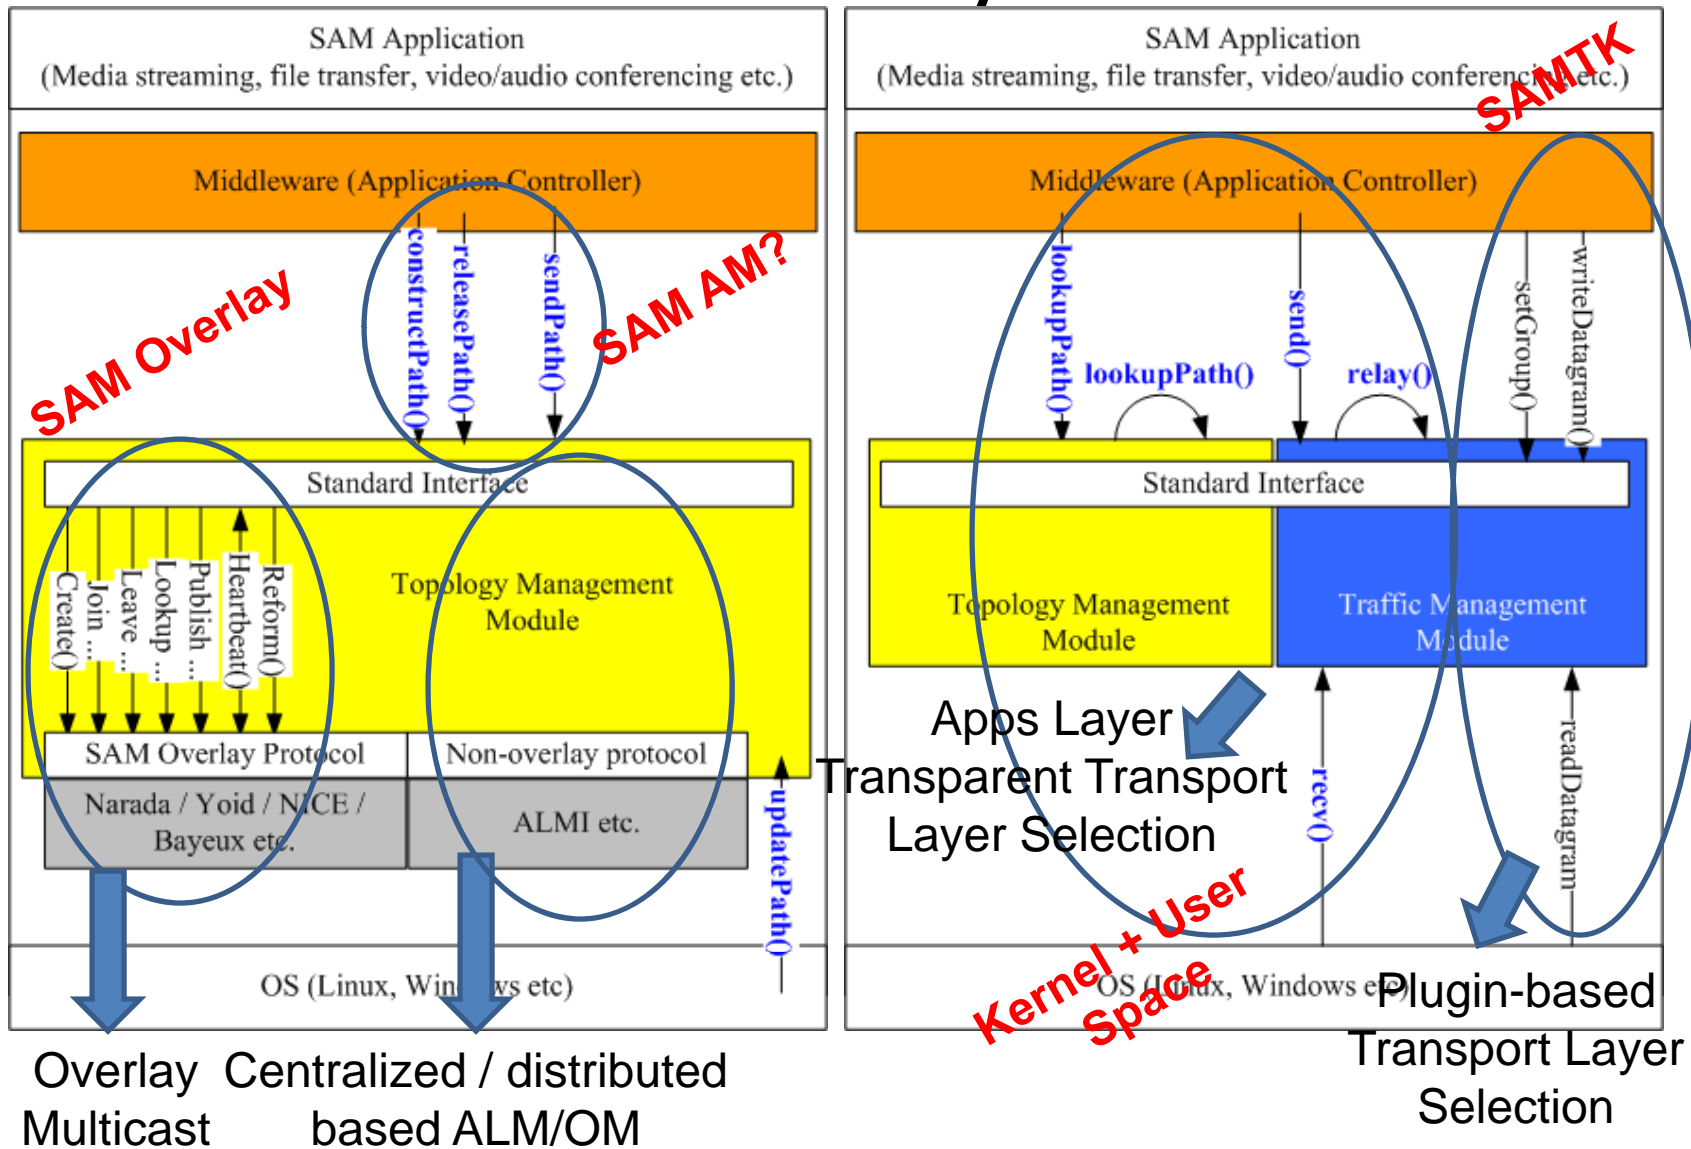 SAM Application
(Media streaming, file transfer, video/audio conferencing etc.)
Middleware (Application Controller)
constructPath()
releasePath()
sendPath()
SAM Overlay
SAM AM?
Standard Interface
Create()
Join ...
Leave ...
Lookup ...
Publish ...
Heartbeat()
Reform()
Topology Management
Module
SAM Overlay Protocol
Non-overlay protocol
Narada / Yoid / NICE /
Bayeux etc.
ALMI etc.
updatePath()
OS (Linux, Windows etc)
Overlay
Multicast
Centralized / distributed
based ALM/OM
SAM Application
(Media streaming, file transfer, video/audio conferencing etc.)
SAMTK
Middleware (Application Controller)
lookupPath()
lookupPath()
send()
relay()
setGroup()
writeDatagram()
Standard Interface
Topology Management
Module
Traffic Management
Module
Apps Layer
Transparent Transport
Layer Selection
recv()
readDatagram
Kernel + User
Space
OS (Linux, Windows etc)
Plugin-based
Transport Layer
Selection